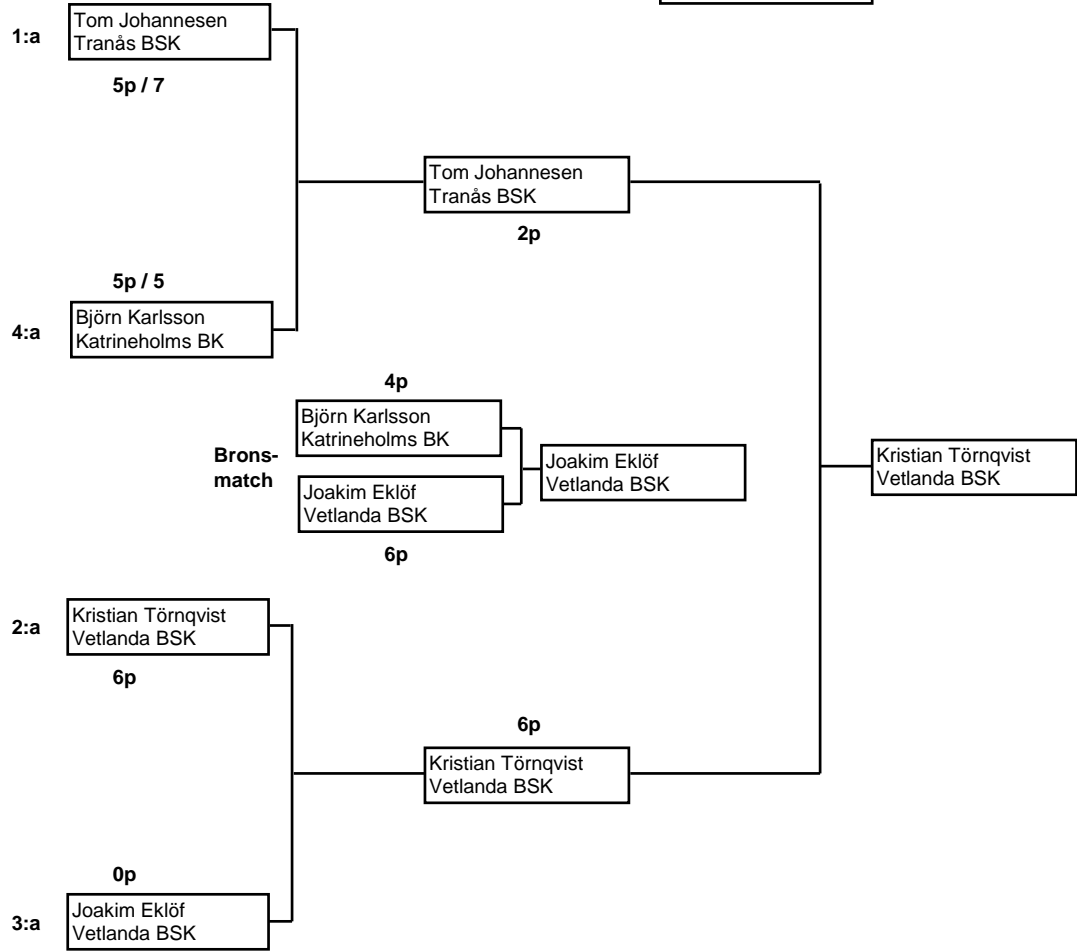 1:a
Tom Johannesen
Tranås BSK
5p / 7
Tom Johannesen
Tranås BSK
2p
5p / 5
4:a
Björn Karlsson
Katrineholms BK
4p
Björn Karlsson
Katrineholms BK
Brons-
match
Joakim Eklöf
Vetlanda BSK
Joakim Eklöf
Vetlanda BSK
6p
Kristian Törnqvist
Vetlanda BSK
2:a
Kristian Törnqvist
Vetlanda BSK
6p
6p
Kristian Törnqvist
Vetlanda BSK
0p
3:a
Joakim Eklöf
Vetlanda BSK